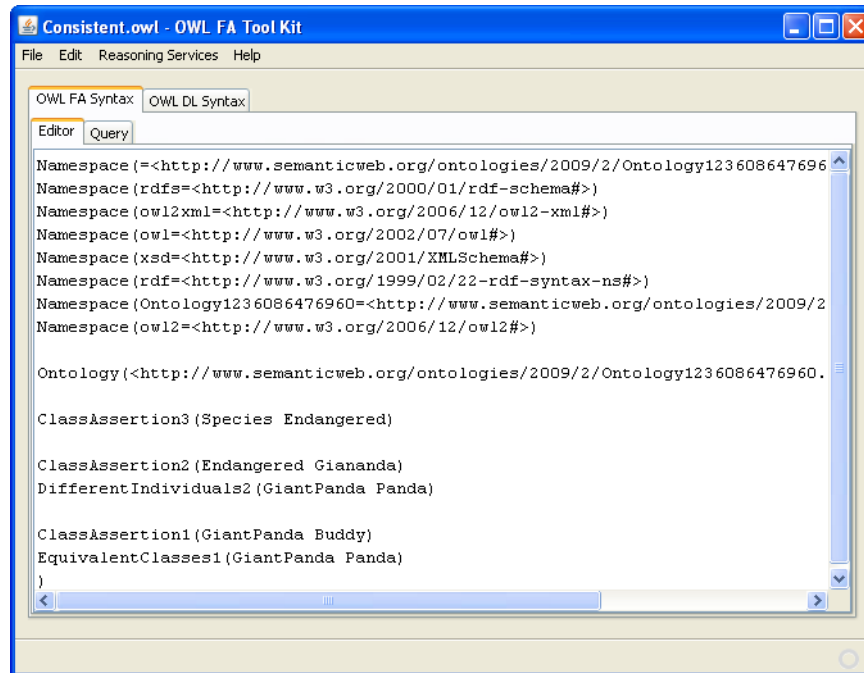 Consistent.owl - OWL FA Tool Kit
File Edit Reasoning Services Help
OWL FA Syntax OWL DL Syntax
Editor Query
Namespace(=<http://www.semanticweb.org/ontologies/2009/2/Ontology123608647696
Namespace(rdfs=<http://www.w3.org/2000/01/rdf-schema#>)
Namespace(owl2xml=<http://www.w3.org/2006/12/owl2-xml#>)
Namespace(owl=<http://www.w3.org/2002/07/owl#>)
Namespace(xsd=<http://www.w3.org/2001/XMLSchema#>)
Namespace(rdf=<http://www.w3.org/1999/02/22-rdf-syntax-ns#>)
Namespace(Ontology1236086476960=<http://www.semanticweb.org/ontologies/2009/2
Namespace(owl2=<http://www.w3.org/2006/12/owl2#>)
Ontology(<http://www.semanticweb.org/ontologies/2009/2/Ontology1236086476960.
ClassAssertion3(Species Endangered)
ClassAssertion2(Endangered Giananda)
DifferentIndividuals2(GiantPanda Panda)
ClassAssertion1(GiantPanda Buddy)
EquivalentClasses1(GiantPanda Panda)
)